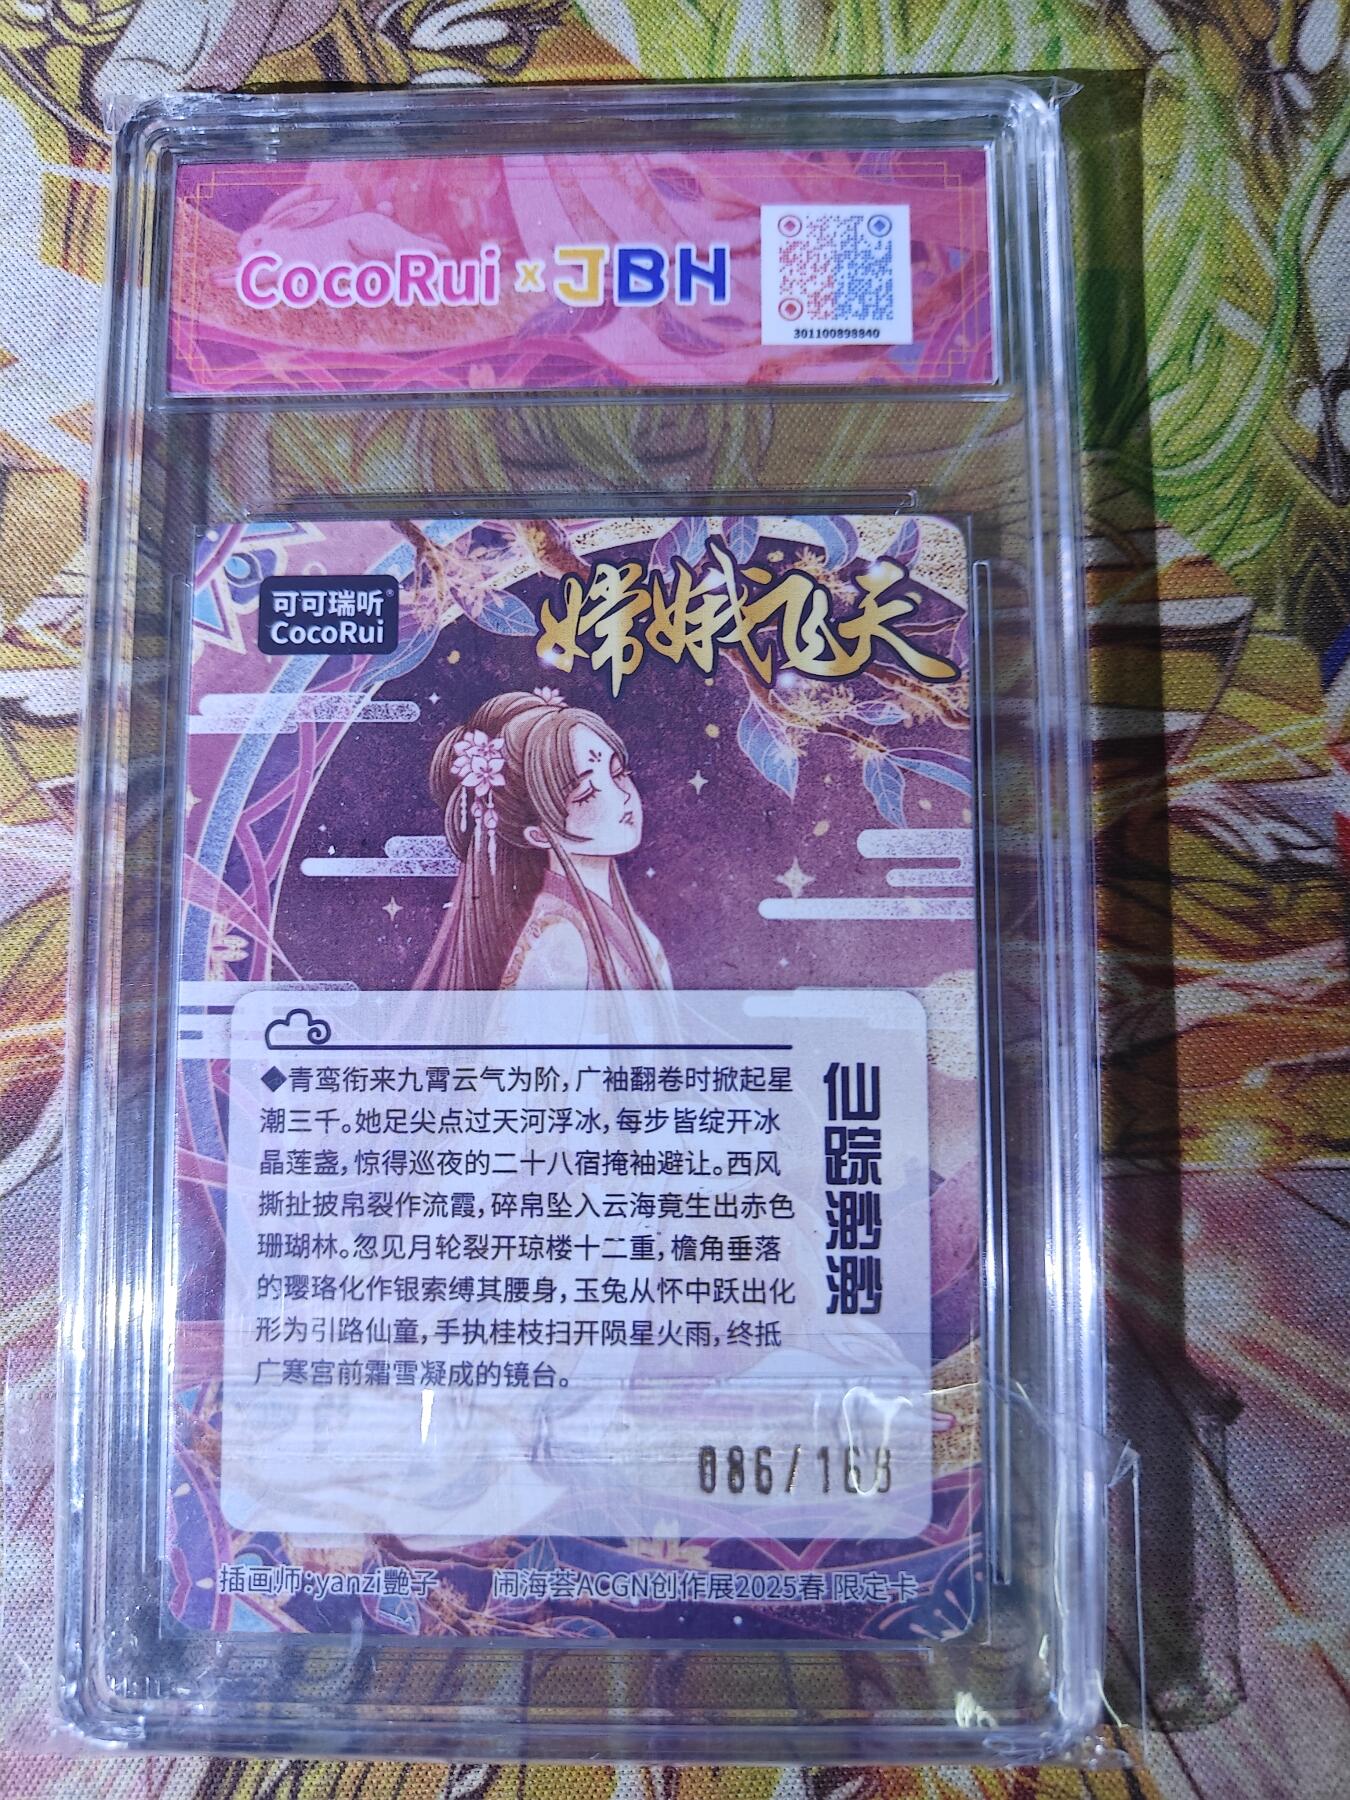 CocoRui x JBH
301100898840
可可瑞听®
CocoRui
嫦娥飞天
◆青鸾衔来九霄云气为阶,广袖翻卷时掀起星
潮三千。她足尖点过天河浮冰,每步皆绽开冰
晶莲盏,惊得巡夜的二十八宿掩袖避让。西风
撕扯披帛裂作流霞,碎帛坠入云海竟生出赤色
珊瑚林。忽见月轮裂开琼楼十二重,檐角垂落
的璎珞化作银索缚其腰身,玉兔从怀中跃出化
形为引路仙童,手执桂枝扫开陨星火雨,终抵
广寒宫前霜雪凝成的镜台。
仙踪渺渺
086/168
插画师:yanzi艷子
闹海荟ACGN创作展2025春 限定卡